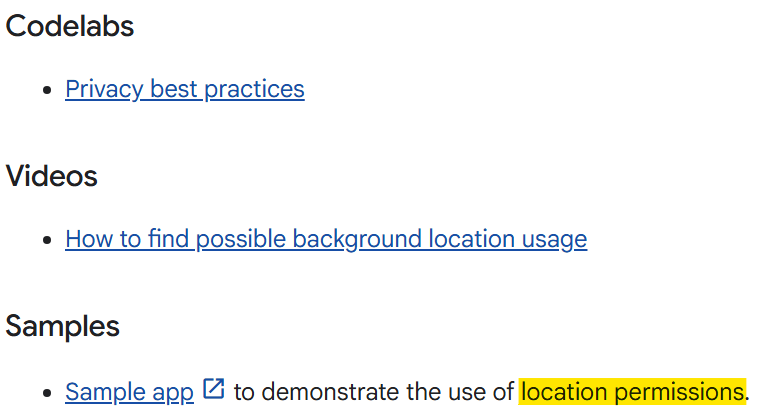 Codelabs
Privacy best practices
Videos
How to find possible background location usage
Samples
Sample app to demonstrate the use of location permissions.